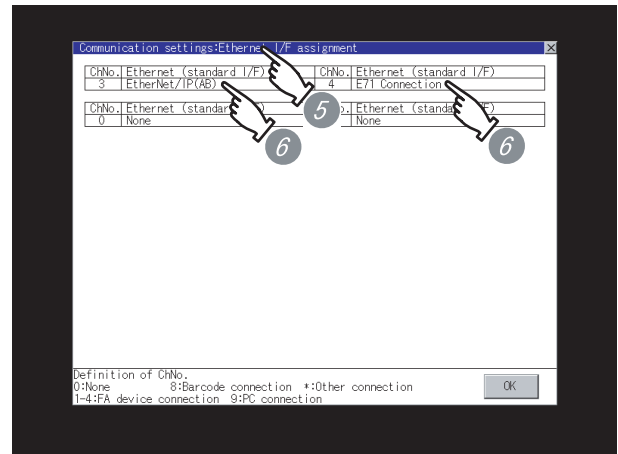 Communication settings:Ethernet I/F assignment
ChNo. Ethernet (standard I/F) ChNo. Ethernet (standard I/F)
3 EtherNet/IP(AB) 4 E71 Connection
ChNo. Ethernet (standar F)
0 None None
5
6
6
Definition of ChNo.
0:None 8:Barcode connection *:Other connection
1-4:FA device connection 9:PC connection
OK